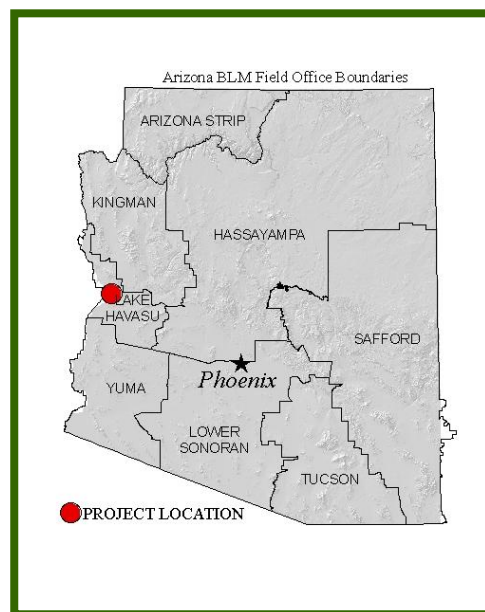 Arizona BLM Field Office Boundaries
ARIZONA STRIP
KINGMAN
HASSAYAMPA
LAKE
HAVASU
SAFFORD
Phoenix
YUMA
LOWER
SONORAN
TUCSON
PROJECT LOCATION